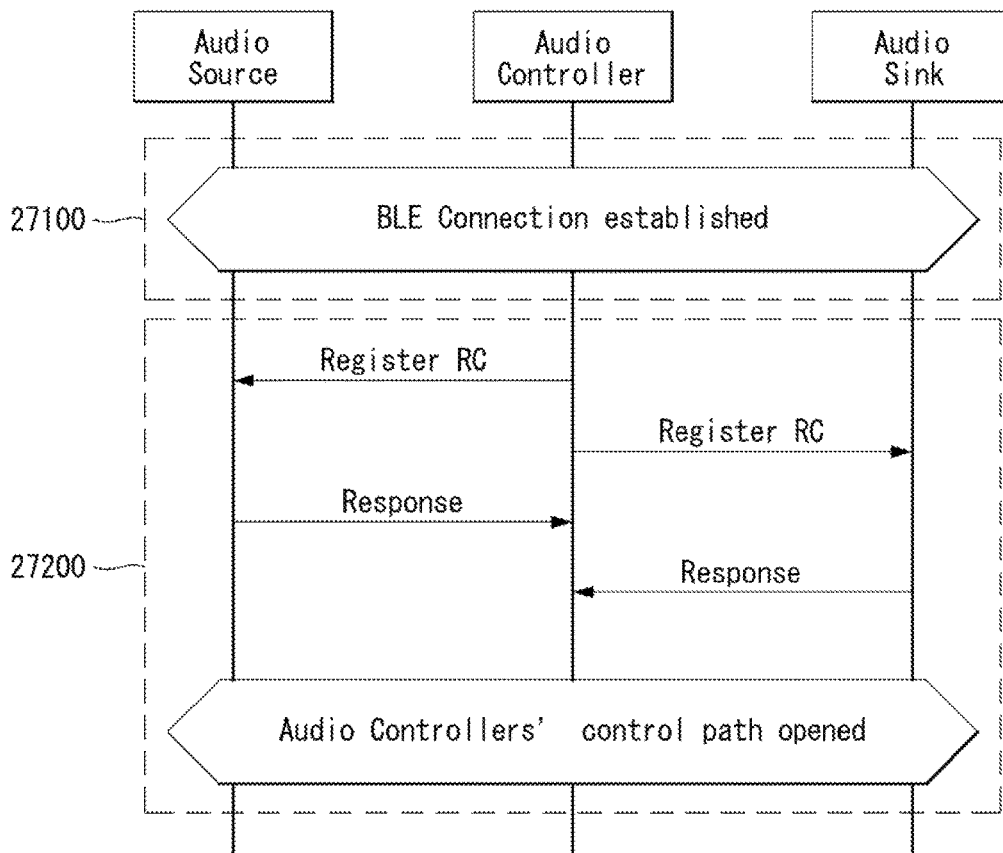 Audio
Source
Audio
Controller
Audio
Sink
27100
BLE Connection established
Register RC
Register RC
Response
27200
Response
Audio Controllers' control path opened